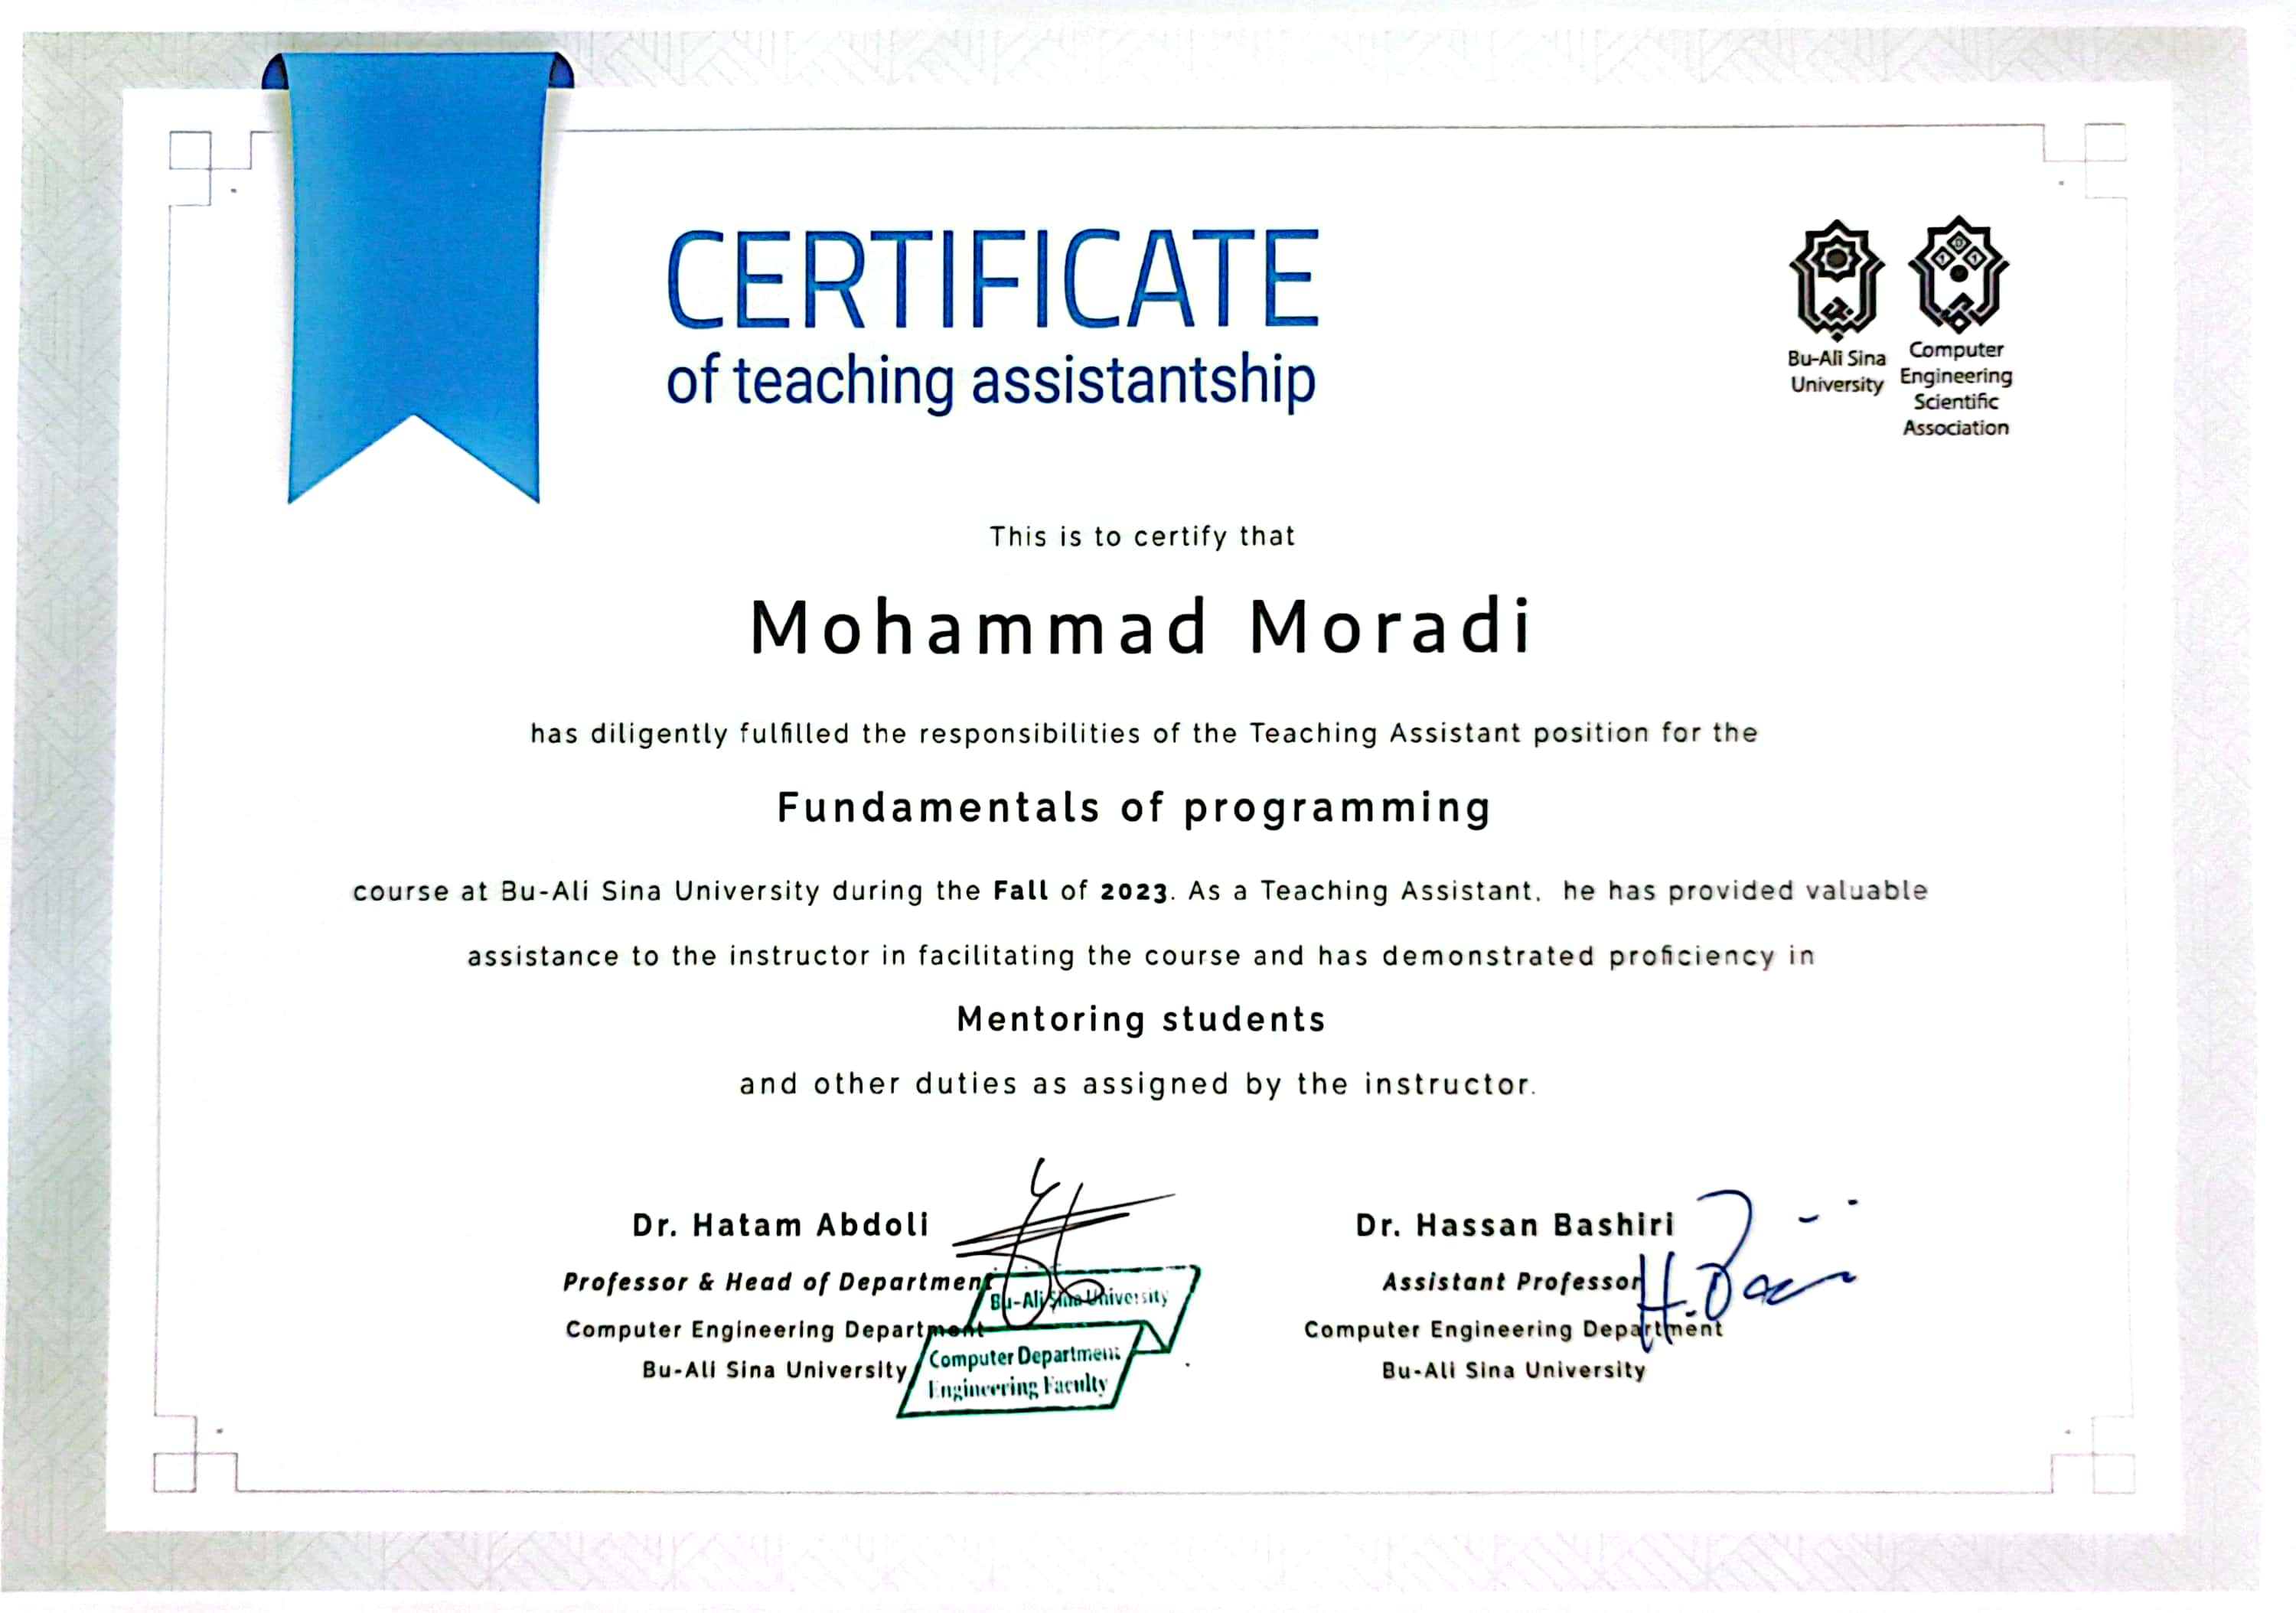 CERTIFICATE
of teaching assistantship
Bu-Ali Sina
University
Computer
Engineering
Scientific
Association
This is to certify that
Mohammad Moradi
has diligently fulfilled the responsibilities of the Teaching Assistant position for the
Fundamentals of programming
course at Bu-Ali Sina University during the Fall of 2023. As a Teaching Assistant, he has provided valuable
assistance to the instructor in facilitating the course and has demonstrated proficiency in
Mentoring students
and other duties as assigned by the instructor.
Dr. Hatam Abdoli
Professor & Head of Department
Computer Engineering Department
Bu-Ali Sina University
Bu-Ali Sina University
Computer Department
Engineering Faculty
Dr. Hassan Bashiri
Assistant Professor
Computer Engineering Department
Bu-Ali Sina University